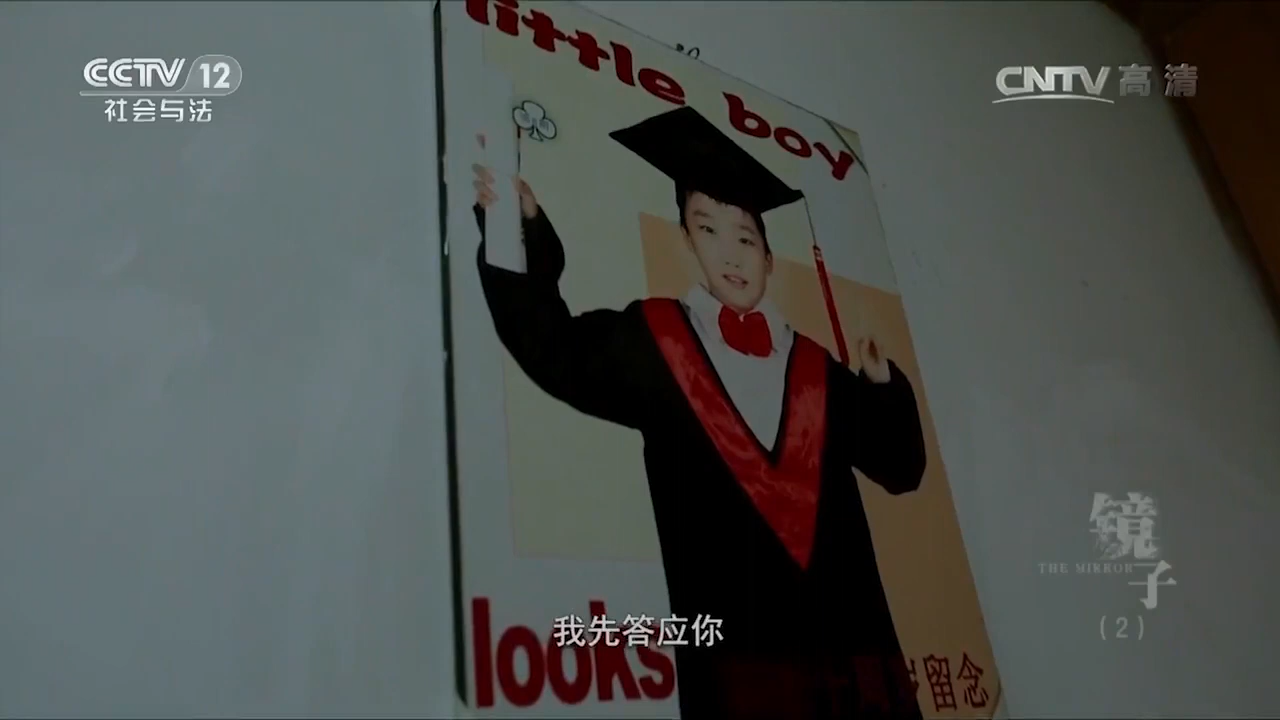 little boy
CCTV 12
社会与法
CNTV 高清
镜子
THE MIRROR
(2)
我先答应你
looks
岁留念